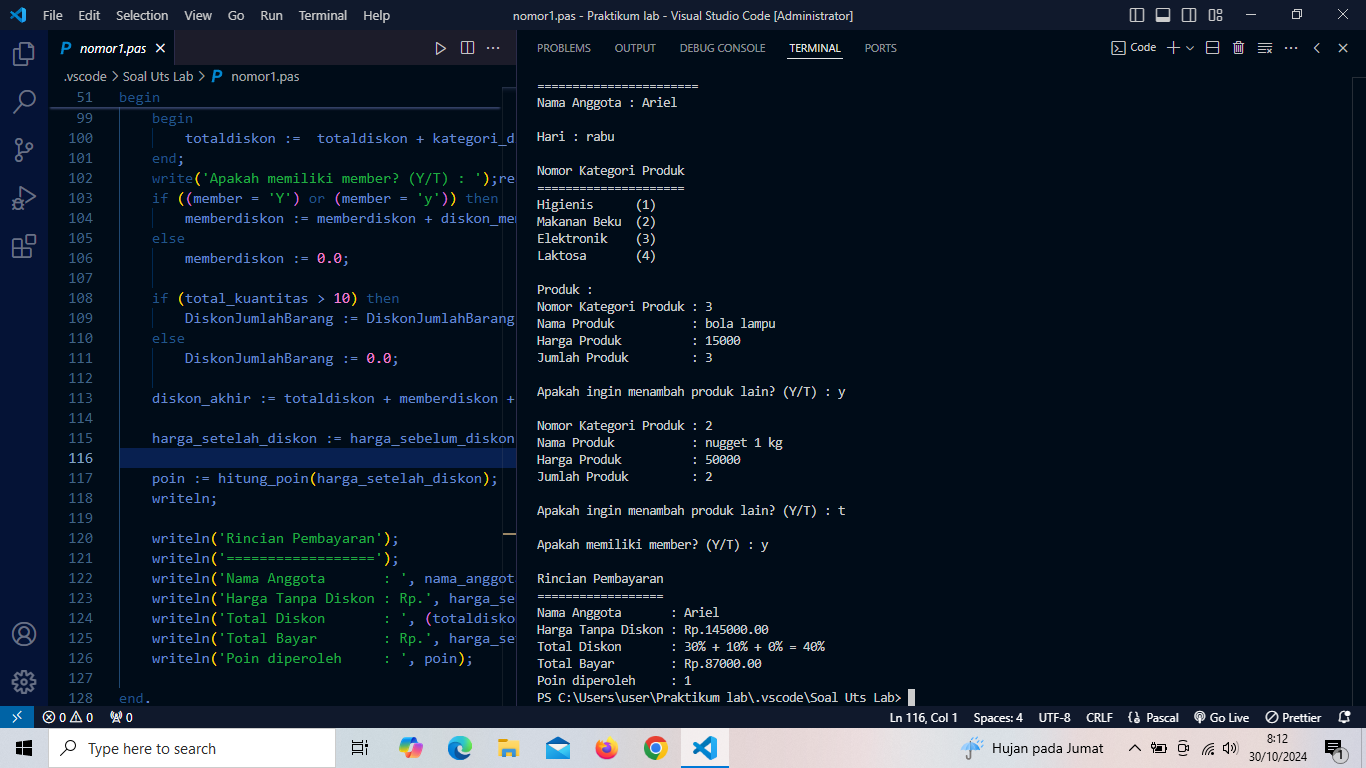 File Edit Selection View Go Run Terminal Help
nomor1.pas - Praktikum lab - Visual Studio Code [Administrator]
nomor1.pas
.vscode > Soal Uts Lab > nomor1.pas
51 begin
99 begin
100 totaldiskon := totaldiskon + kategori_d
101 end;
102 write('Apakah memiliki member? (Y/T) : ');re
103 if ((member = 'Y') or (member = 'y')) then
104 memberdiskon := memberdiskon + diskon_me
105 else
106 memberdiskon := 0.0;
107
108 if (total_kuantitas > 10) then
109 DiskonJumlahBarang := DiskonJumlahBarang
110 else
111 DiskonJumlahBarang := 0.0;
112
113 diskon_akhir := totaldiskon + memberdiskon +
114
115 harga_setelah_diskon := harga_sebelum_diskon
116
117 poin := hitung_poin(harga_setelah_diskon);
118 writeln;
119
120 writeln('Rincian Pembayaran');
121 writeln('==================');
122 writeln('Nama Anggota       : ', nama_anggot
123 writeln('Harga Tanpa Diskon : Rp.', harga_se
124 writeln('Total Diskon       : ', (totaldisko
125 writeln('Total Bayar        : Rp.', harga_se
126 writeln('Poin diperoleh     : ', poin);
127
128 end.
PROBLEMS OUTPUT DEBUG CONSOLE TERMINAL PORTS
Code
=======================
Nama Anggota : Ariel
Hari : rabu
Nomor Kategori Produk
=====================
Higienis      (1)
Makanan Beku  (2)
Elektronik    (3)
Laktosa       (4)
Produk :
Nomor Kategori Produk : 3
Nama Produk           : bola lampu
Harga Produk          : 15000
Jumlah Produk         : 3
Apakah ingin menambah produk lain? (Y/T) : y
Nomor Kategori Produk : 2
Nama Produk           : nugget 1 kg
Harga Produk          : 50000
Jumlah Produk         : 2
Apakah ingin menambah produk lain? (Y/T) : t
Apakah memiliki member? (Y/T) : y
Rincian Pembayaran
==================
Nama Anggota       : Ariel
Harga Tanpa Diskon : Rp.145000.00
Total Diskon       : 30% + 10% + 0% = 40%
Total Bayar        : Rp.87000.00
Poin diperoleh     : 1
PS C:\Users\user\Praktikum lab\.vscode\Soal Uts Lab>
0 0 0
Ln 116, Col 1 Spaces: 4 UTF-8 CRLF Pascal Go Live Prettier
Type here to search
Hujan pada Jumat
8:12
30/10/2024
1